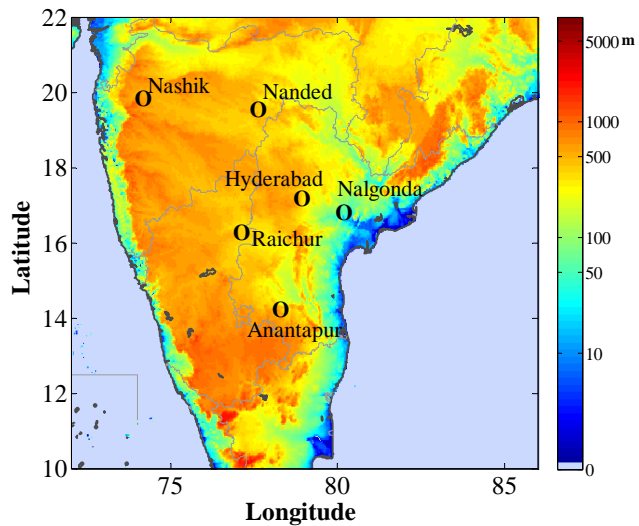 22
5000 m
Nashik
Nanded
20
1000
500
Hyderabad
18
Nalgonda
Latitude
16
Raichur
100
50
14
Anantapur
10
12
10
0
75
80
85
Longitude